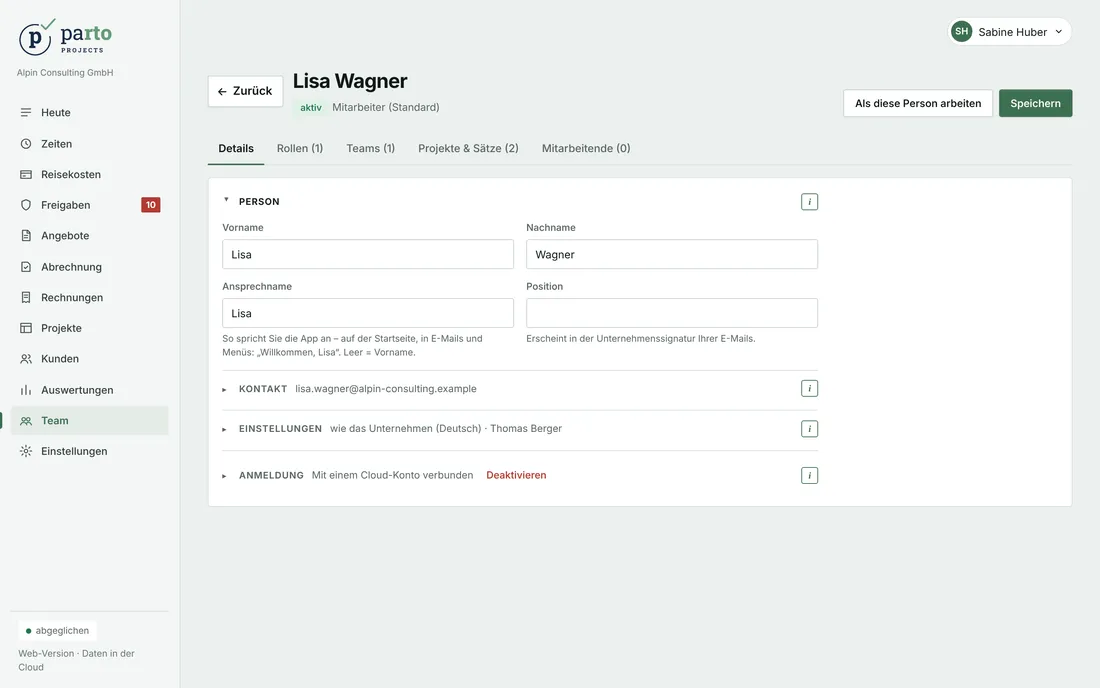 parto
PROJECTS
Alpin Consulting GmbH
Heute
Zeiten
Reisekosten
Freigaben 10
Angebote
Abrechnung
Rechnungen
Projekte
Kunden
Auswertungen
Team
Einstellungen
abgeglichen
Web-Version · Daten in der
Cloud
SH Sabine Huber
← Zurück
Lisa Wagner
aktiv Mitarbeiter (Standard)
Als diese Person arbeiten
Speichern
Details Rollen (1) Teams (1) Projekte & Sätze (2) Mitarbeitende (0)
PERSON i
Vorname Nachname
Lisa Wagner
Ansprechname Position
Lisa
So spricht Sie die App an – auf der Startseite, in E-Mails und
Menüs: „Willkommen, Lisa“. Leer = Vorname.
Erscheint in der Unternehmenssignatur Ihrer E-Mails.
KONTAKT lisa.wagner@alpin-consulting.example i
EINSTELLUNGEN wie das Unternehmen (Deutsch) · Thomas Berger i
ANMELDUNG Mit einem Cloud-Konto verbunden Deaktivieren i